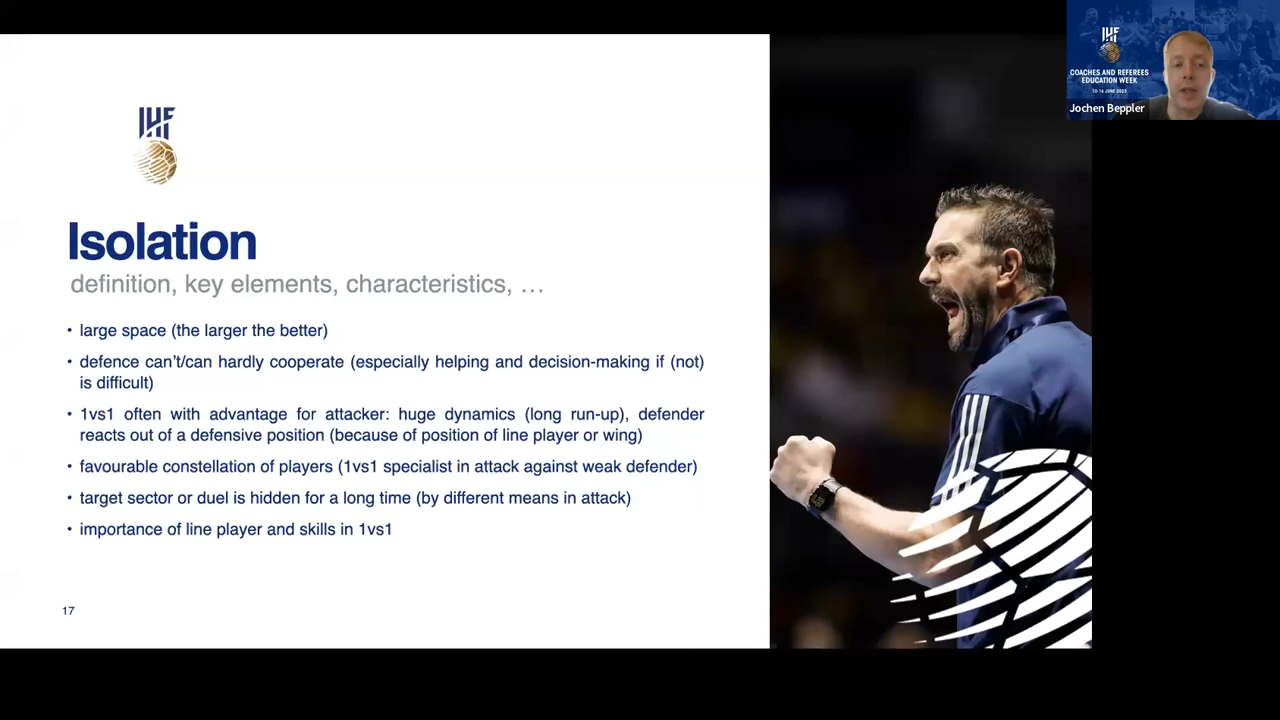 IHF
Isolation
definition, key elements, characteristics, …
• large space (the larger the better)
• defence can't/can hardly cooperate (especially helping and decision-making if (not)
is difficult)
• 1vs1 often with advantage for attacker: huge dynamics (long run-up), defender
reacts out of a defensive position (because of position of line player or wing)
• favourable constellation of players (1vs1 specialist in attack against weak defender)
• target sector or duel is hidden for a long time (by different means in attack)
• importance of line player and skills in 1vs1
17
IHF
COACHES AND REFEREES
EDUCATION WEEK
10-16 JUNE 2023
Jochen Beppler